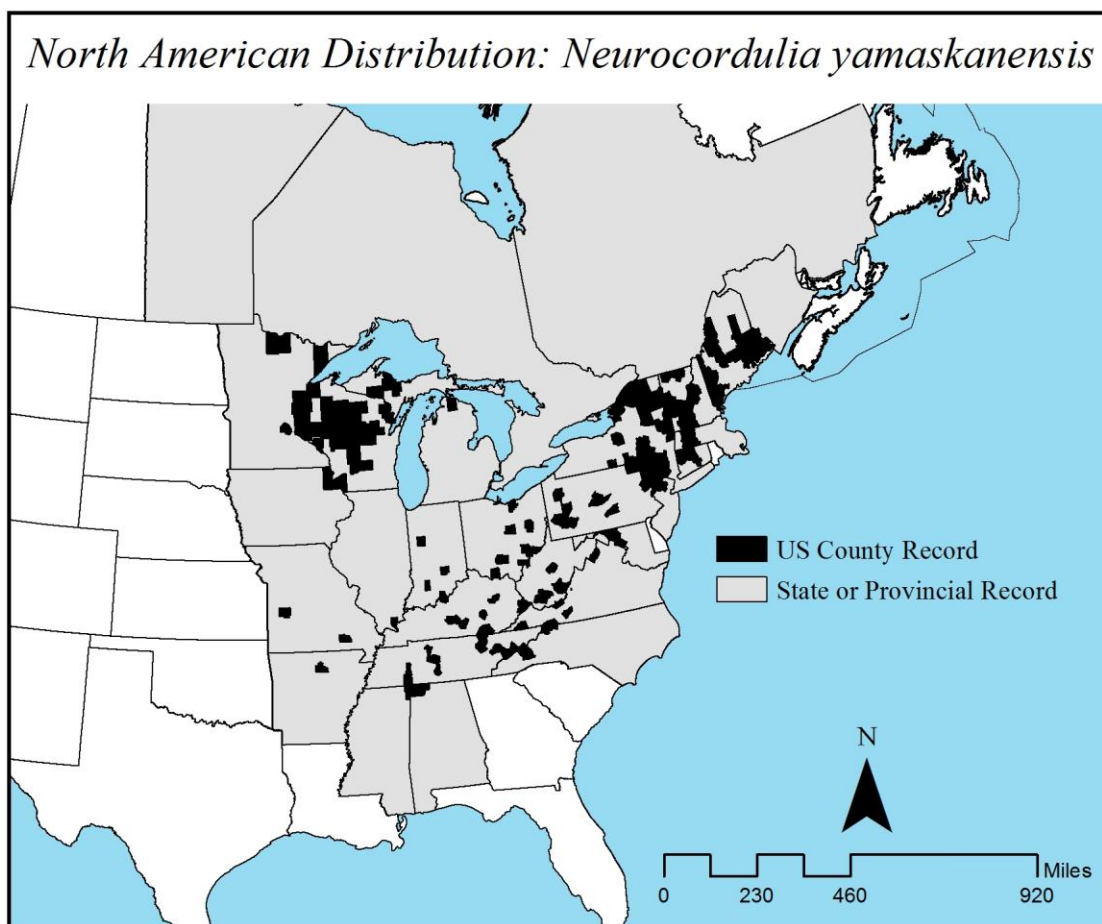 North American Distribution: Neurocordulia yamaskanensis
US County Record
State or Provincial Record
N
Miles
0 230 460 920